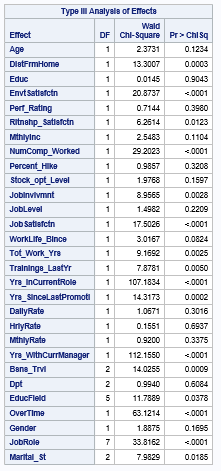 Type III Analysis of Effects
Effect DF Wald Chi-Square Pr > ChiSq
Age 1 2.3731 0.1234
DistFrmHome 1 13.3007 0.0003
Educ 1 0.0145 0.9043
EnvtSatisfctn 1 20.8737 <.0001
Perf_Rating 1 0.7144 0.3980
Rltnshp_Satisfctn 1 6.2614 0.0123
MthlyInc 1 2.5483 0.1104
NumComp_Worked 1 29.2023 <.0001
Percent_Hike 1 0.9857 0.3208
Stock_opt_Level 1 1.9768 0.1597
JobInvlvmnt 1 8.9565 0.0028
JobLevel 1 1.4982 0.2209
JobSatisfctn 1 17.5026 <.0001
WorkLife_Blnce 1 3.0167 0.0824
Tot_Work_Yrs 1 9.1692 0.0025
Trainings_LastYr 1 7.8781 0.0050
Yrs_InCurrentRole 1 107.1834 <.0001
Yrs_SinceLastPromoti 1 14.3173 0.0002
DailyRate 1 1.0671 0.3016
HrlyRate 1 0.1551 0.6937
MthlyRate 1 0.9200 0.3375
Yrs_WithCurrManager 1 112.1550 <.0001
Bsns_Trvl 2 14.0255 0.0009
Dpt 2 0.9940 0.6084
EducField 5 11.7889 0.0378
OverTime 1 63.1214 <.0001
Gender 1 1.8875 0.1695
JobRole 7 33.8162 <.0001
Marital_St 2 7.9829 0.0185